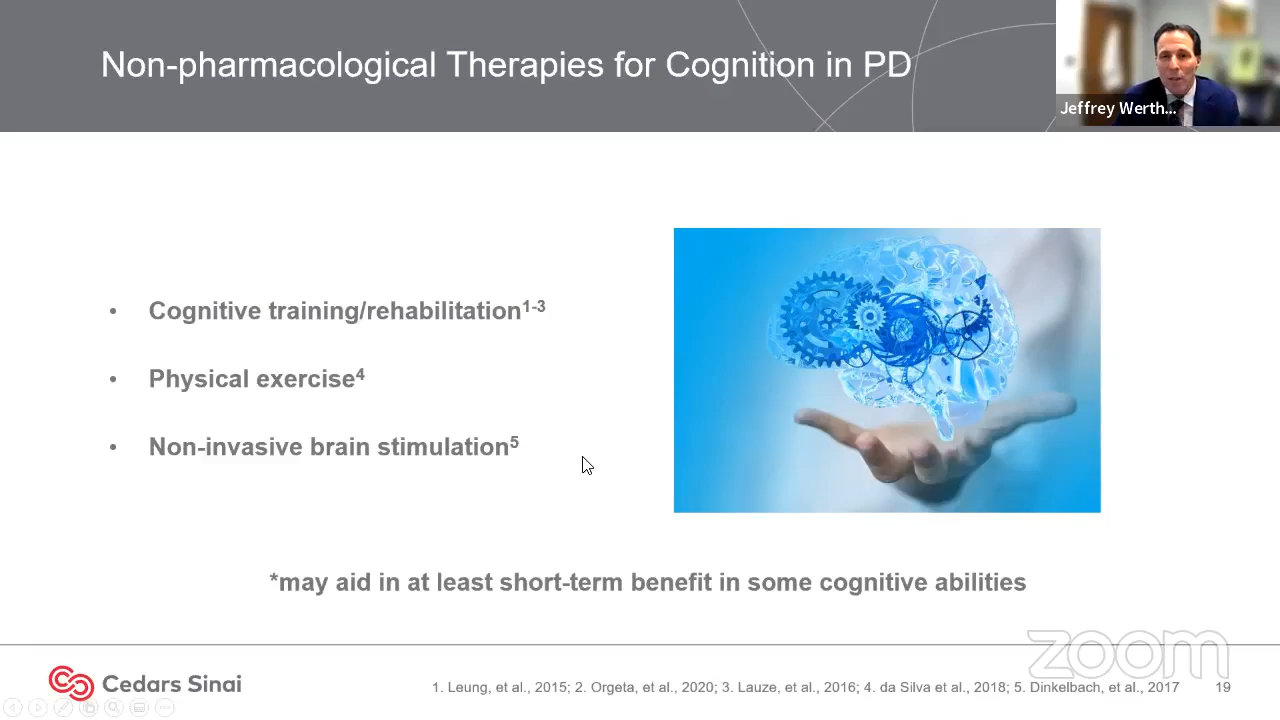 Non-pharmacological Therapies for Cognition in PD
Jeffrey Werth...
• Cognitive training/rehabilitation1-3
• Physical exercise4
• Non-invasive brain stimulation5
*may aid in at least short-term benefit in some cognitive abilities
zoom
Cedars Sinai
1. Leung, et al., 2015; 2. Orgeta, et al., 2020; 3. Lauze, et al., 2016; 4. da Silva et al., 2018; 5. Dinkelbach, et al., 2017
19